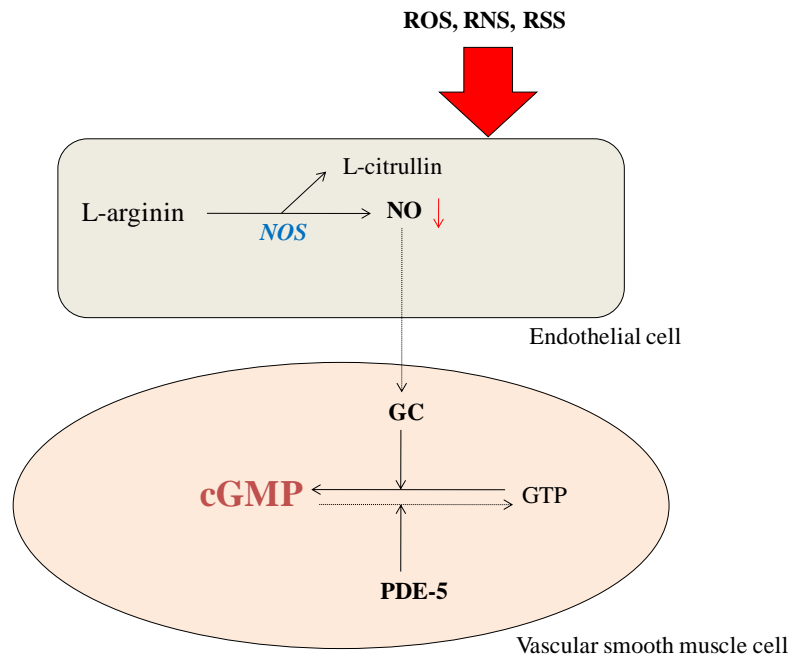 ROS, RNS, RSS
L-citrullin
L-arginin
NO
NOS
Endothelial cell
GC
cGMP
GTP
PDE-5
Vascular smooth muscle cell